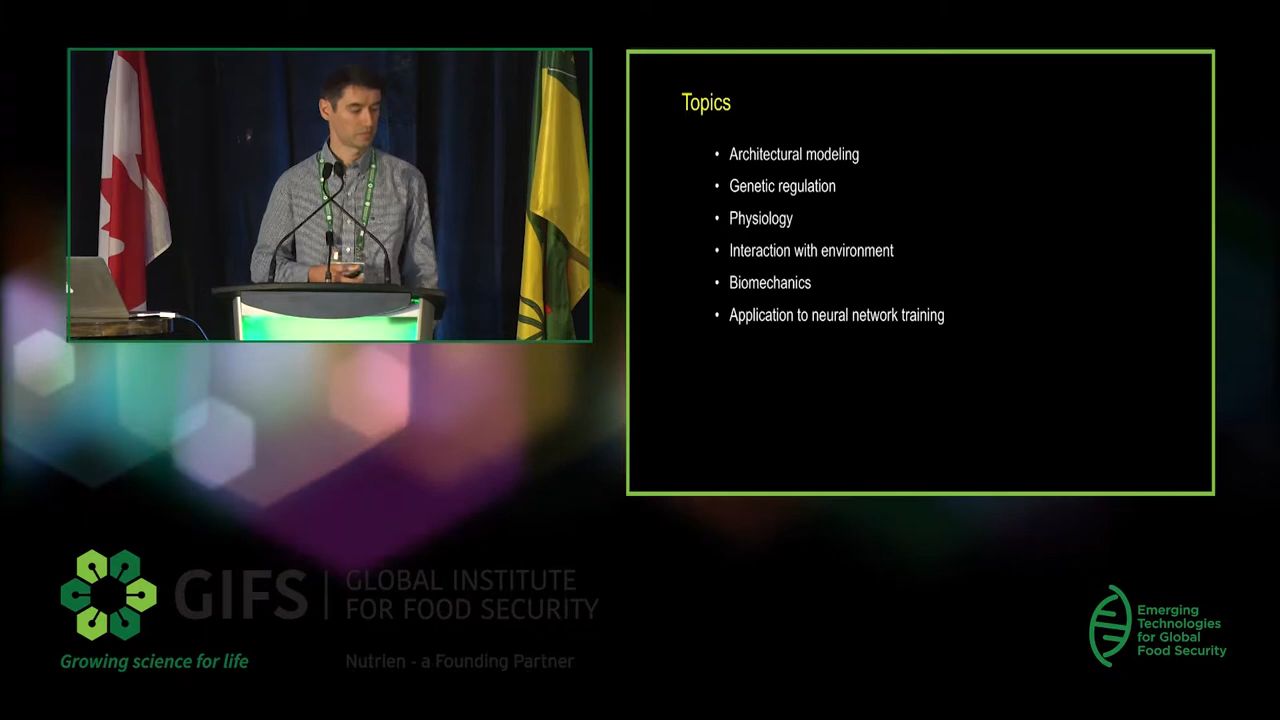 Topics
• Architectural modeling
• Genetic regulation
• Physiology
• Interaction with environment
• Biomechanics
• Application to neural network training
GIFS
GLOBAL INSTITUTE
FOR FOOD SECURITY
Growing science for life
Nutrien - a Founding Partner
Emerging
Technologies
for Global
Food Security